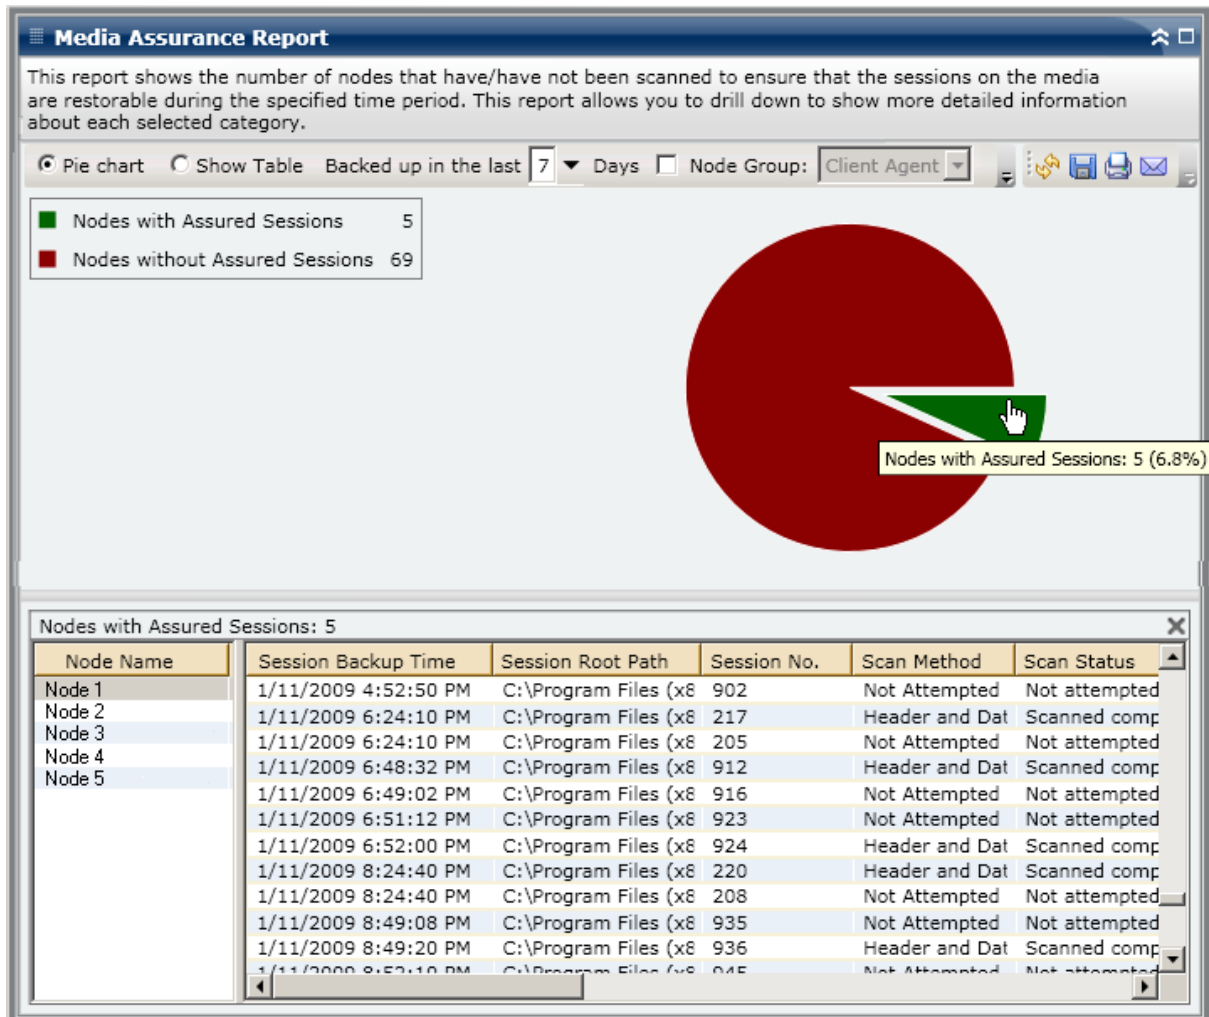 Media Assurance Report
This report shows the number of nodes that have/have not been scanned to ensure that the sessions on the media
are restorable during the specified time period. This report allows you to drill down to show more detailed information
about each selected category.
Pie chart Show Table Backed up in the last 7 Days Node Group: Client Agent
Nodes with Assured Sessions 5
Nodes without Assured Sessions 69
Nodes with Assured Sessions: 5 (6.8%)
Nodes with Assured Sessions: 5
Node Name Session Backup Time Session Root Path Session No. Scan Method Scan Status
Node 1
Node 2
Node 3
Node 4
Node 5
1/11/2009 4:52:50 PM C:\Program Files (x8 902 Not Attempted Not attempted
1/11/2009 6:24:10 PM C:\Program Files (x8 217 Header and Dat Scanned comp
1/11/2009 6:24:10 PM C:\Program Files (x8 205 Not Attempted Not attempted
1/11/2009 6:48:32 PM C:\Program Files (x8 912 Header and Dat Scanned comp
1/11/2009 6:49:02 PM C:\Program Files (x8 916 Not Attempted Not attempted
1/11/2009 6:51:12 PM C:\Program Files (x8 923 Not Attempted Not attempted
1/11/2009 6:52:00 PM C:\Program Files (x8 924 Header and Dat Scanned comp
1/11/2009 8:24:40 PM C:\Program Files (x8 220 Header and Dat Scanned comp
1/11/2009 8:24:40 PM C:\Program Files (x8 208 Not Attempted Not attempted
1/11/2009 8:49:08 PM C:\Program Files (x8 935 Not Attempted Not attempted
1/11/2009 8:49:20 PM C:\Program Files (x8 936 Header and Dat Scanned comp
C:\Program Files (x8 Not Attempted Not attempted